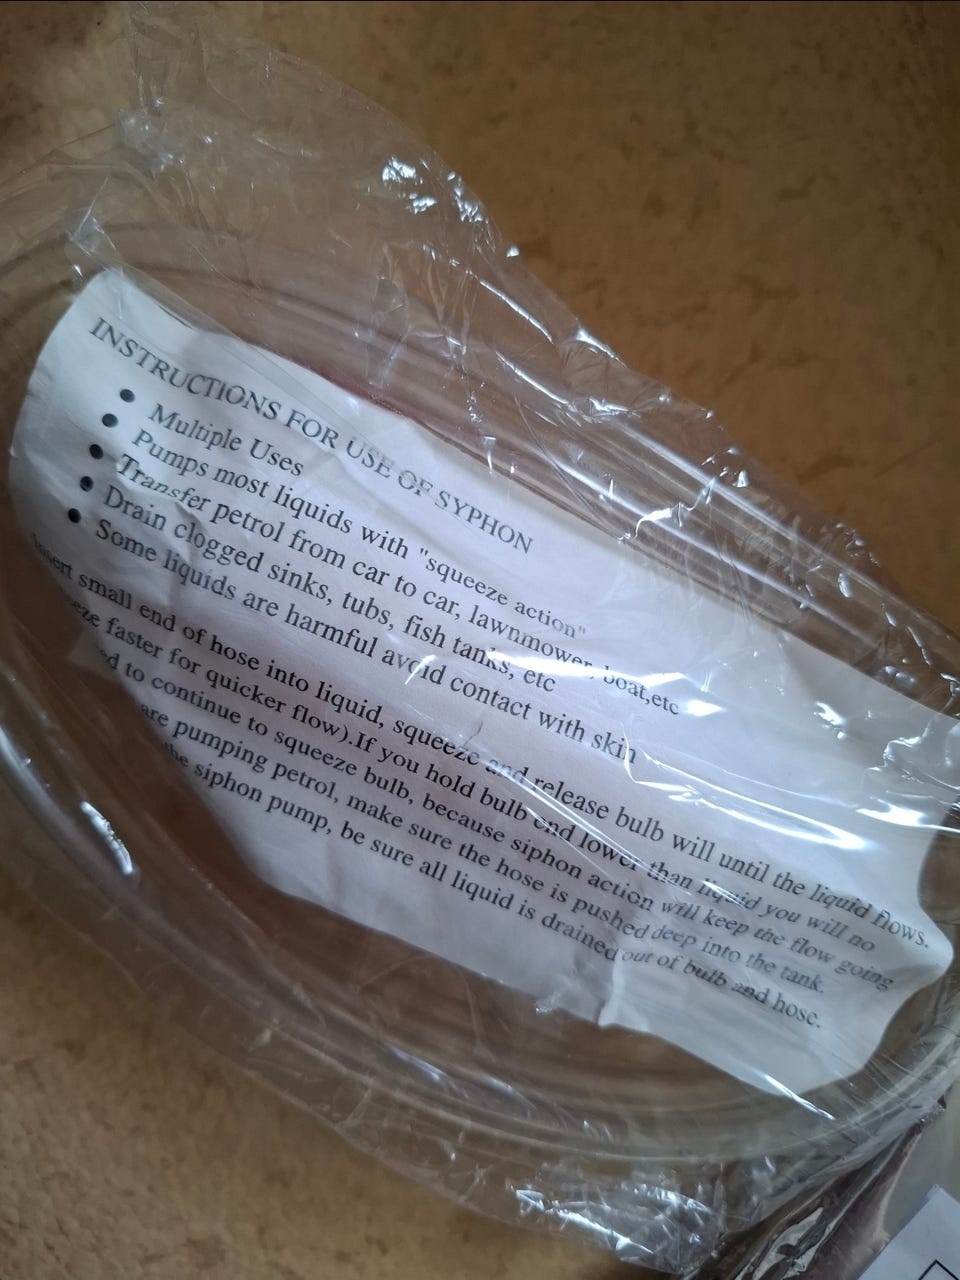 INSTRUCTIONS FOR USE OF SYPHON
• Multiple Uses
• Pumps most liquids with "squeeze action"
• Transfer petrol from car to car, lawnmower, boat,etc
• Drain clogged sinks, tubs, fish tanks, etc
• Some liquids are harmful avoid contact with skin
small end of hose into liquid, squeeze and release bulb will until the liquid flows.
faster for quicker flow).If you hold bulb end lower than liquid you will no
to continue to squeeze bulb, because siphon action will keep the flow going
are pumping petrol, make sure the hose is pushed deep into the tank.
the siphon pump, be sure all liquid is drained out of bulb and hose.